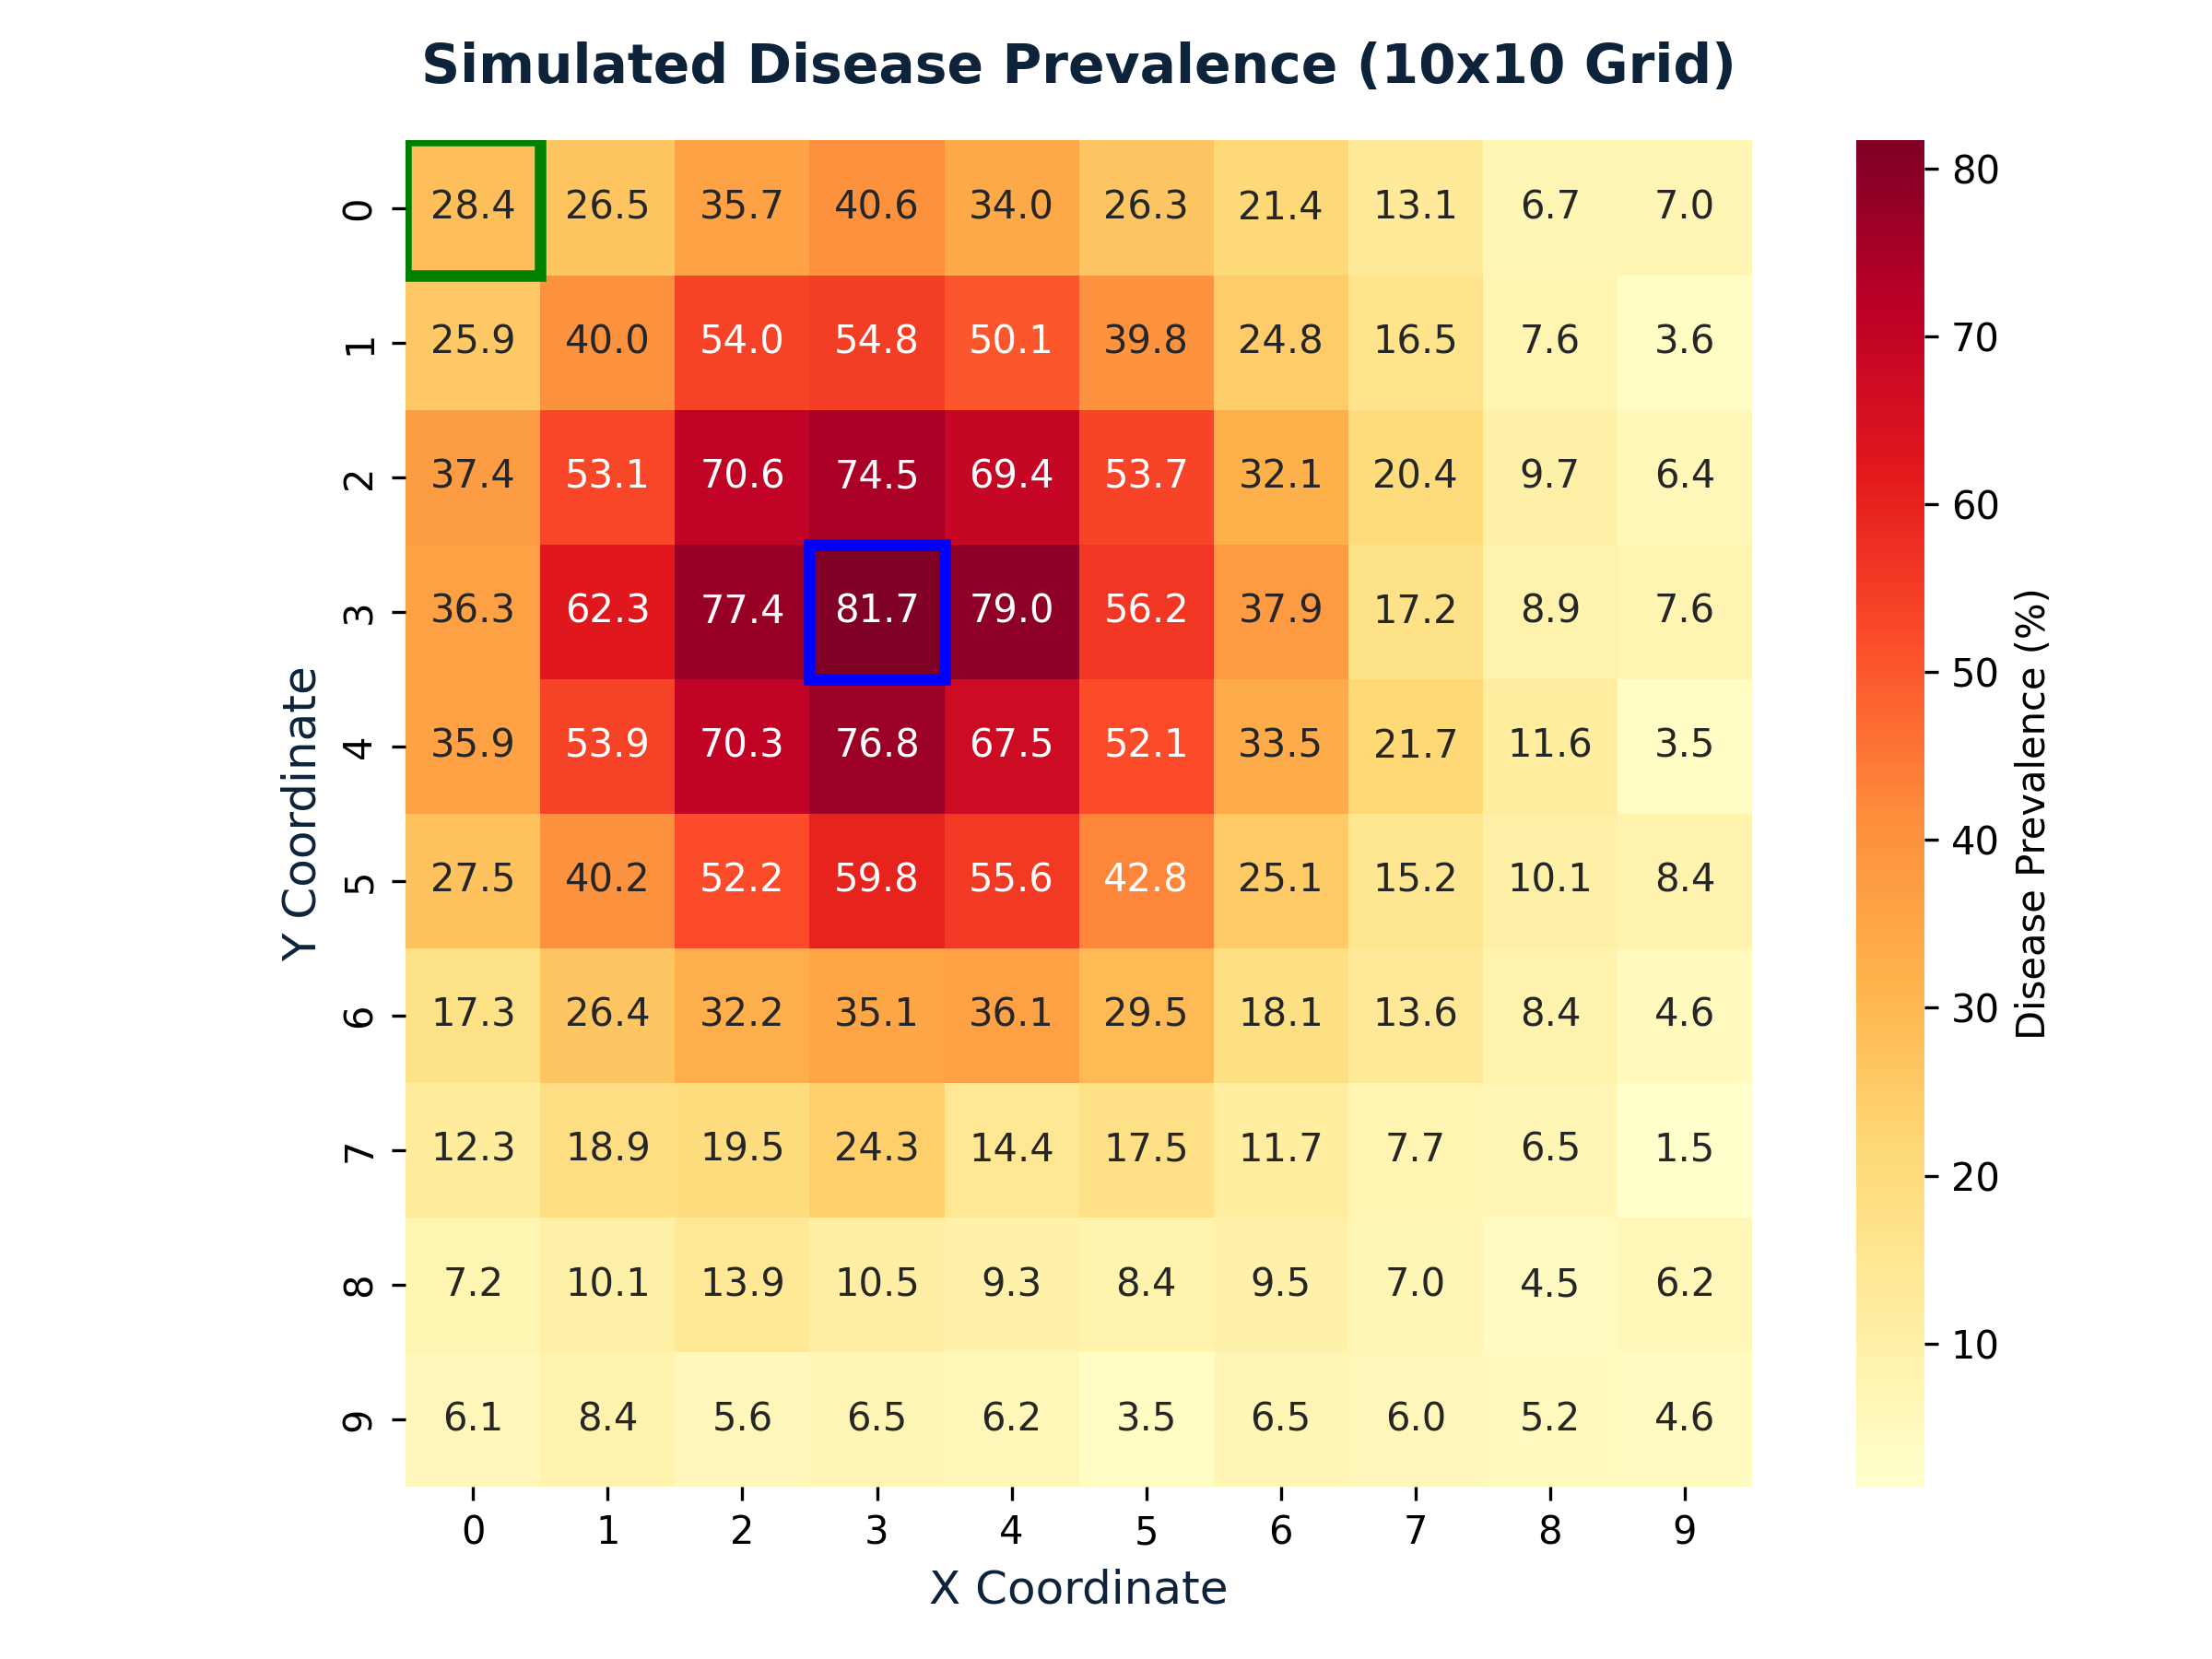 Simulated Disease Prevalence (10x10 Grid)
0 28.4 26.5 35.7 40.6 34.0 26.3 21.4 13.1 6.7 7.0
1 25.9 40.0 54.0 54.8 50.1 39.8 24.8 16.5 7.6 3.6
2 37.4 53.1 70.6 74.5 69.4 53.7 32.1 20.4 9.7 6.4
3 36.3 62.3 77.4 81.7 79.0 56.2 37.9 17.2 8.9 7.6
4 35.9 53.9 70.3 76.8 67.5 52.1 33.5 21.7 11.6 3.5
5 27.5 40.2 52.2 59.8 55.6 42.8 25.1 15.2 10.1 8.4
6 17.3 26.4 32.2 35.1 36.1 29.5 18.1 13.6 8.4 4.6
7 12.3 18.9 19.5 24.3 14.4 17.5 11.7 7.7 6.5 1.5
8 7.2 10.1 13.9 10.5 9.3 8.4 9.5 7.0 4.5 6.2
9 6.1 8.4 5.6 6.5 6.2 3.5 6.5 6.0 5.2 4.6
0 1 2 3 4 5 6 7 8 9
X Coordinate
Y Coordinate
80
70
60
50
40
30
20
10
Disease Prevalence (%)